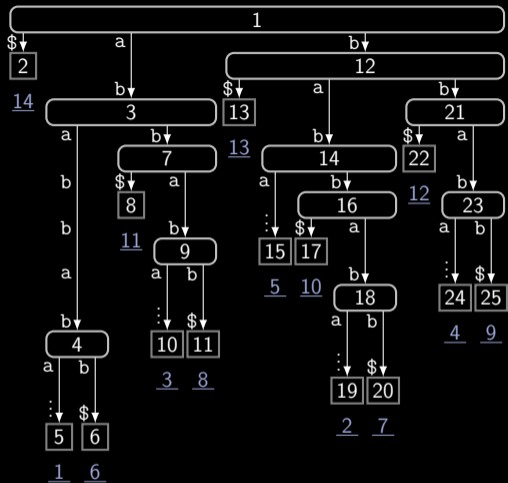 1
$ a b
2 12
14 b $ a b
3 13 21
a b 13 b $ a
7 14 22
b $ a a b 12 b
8 16 23
b 11 b ⋮ $ a a b
9 15 17
a a b 5 10 b ⋮ $
18 24 25
b ⋮ $ a b 4 9
4 10 11
a b 3 8 ⋮ $
19 20
⋮ $ 2 7
5 6
1 6